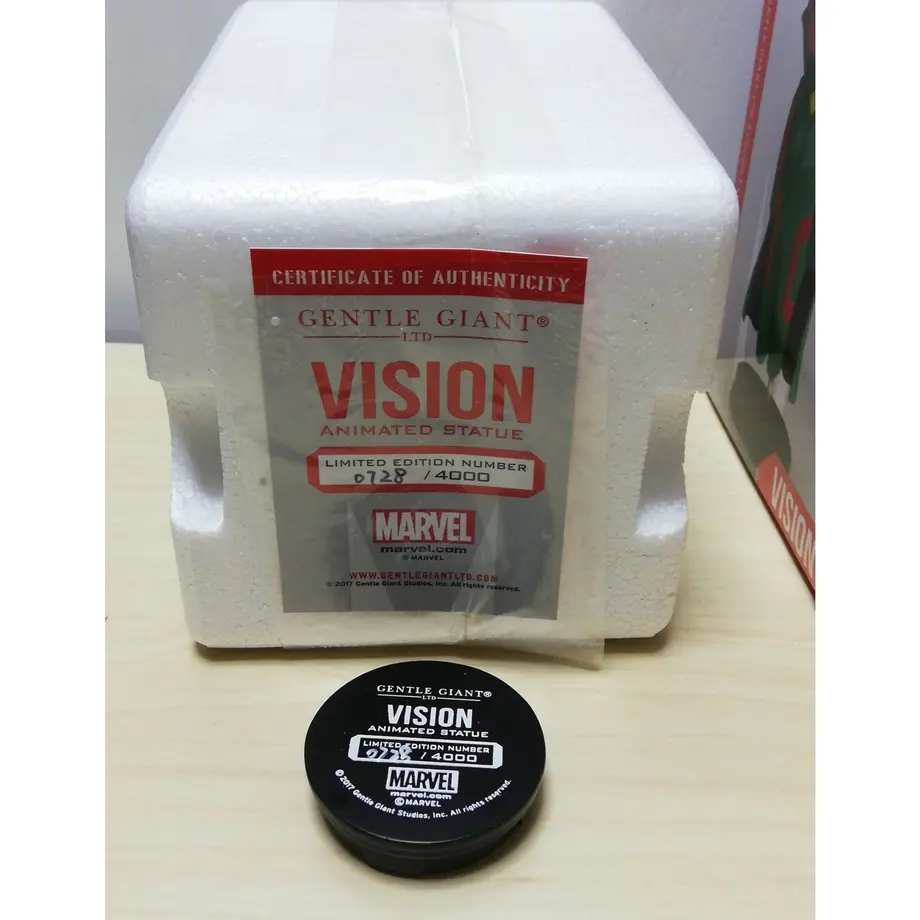 CERTIFICATE OF AUTHENTICITY
GENTLE GIANT®
LTD
VISION
ANIMATED STATUE
LIMITED EDITION NUMBER
0728 / 4000
MARVEL
marvel.com
© MARVEL
WWW.GENTLEGIANTLTD.COM
© 2017 Gentle Giant Studios, Inc. All rights reserved.
VISION
GENTLE GIANT®
LTD
VISION
ANIMATED STATUE
LIMITED EDITION NUMBER
0728 / 4000
MARVEL
marvel.com
© MARVEL
© 2017 Gentle Giant Studios, Inc. All rights reserved.